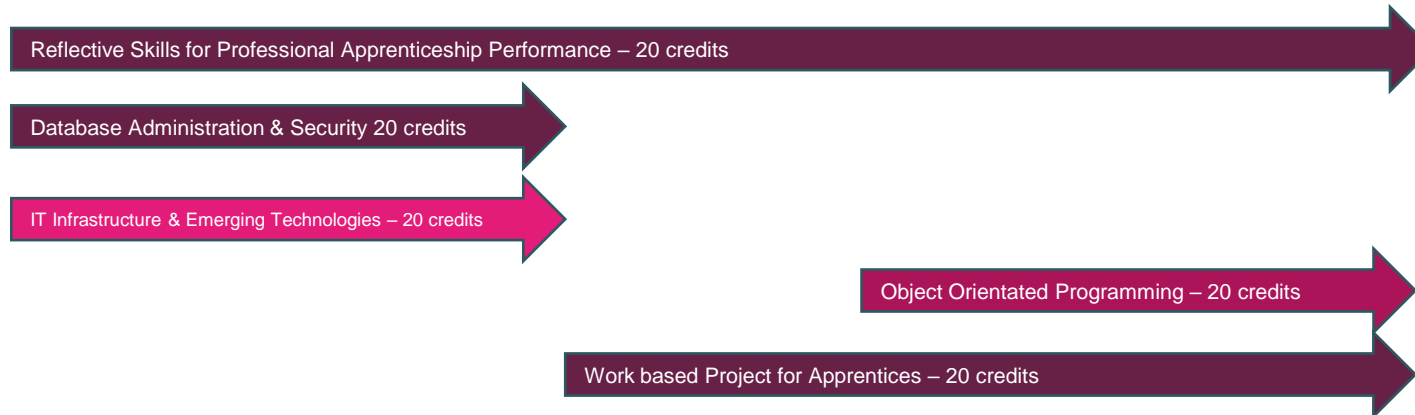 Reflective Skills for Professional Apprenticeship Performance – 20 credits
Database Administration & Security 20 credits
IT Infrastructure & Emerging Technologies – 20 credits
Object Orientated Programming – 20 credits
Work based Project for Apprentices – 20 credits